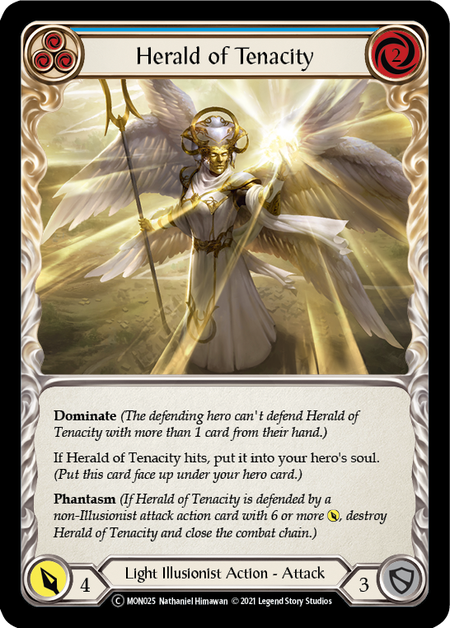 Herald of Tenacity
2
Dominate (The defending hero can't defend Herald of
Tenacity with more than 1 card from their hand.)
If Herald of Tenacity hits, put it into your hero's soul.
(Put this card face up under your hero card.)
Phantasm (If Herald of Tenacity is defended by a
non-Illusionist attack action card with 6 or more , destroy
Herald of Tenacity and close the combat chain.)
4
Light Illusionist Action - Attack
3
C MON025 Nathaniel Himawan © 2021 Legend Story Studios